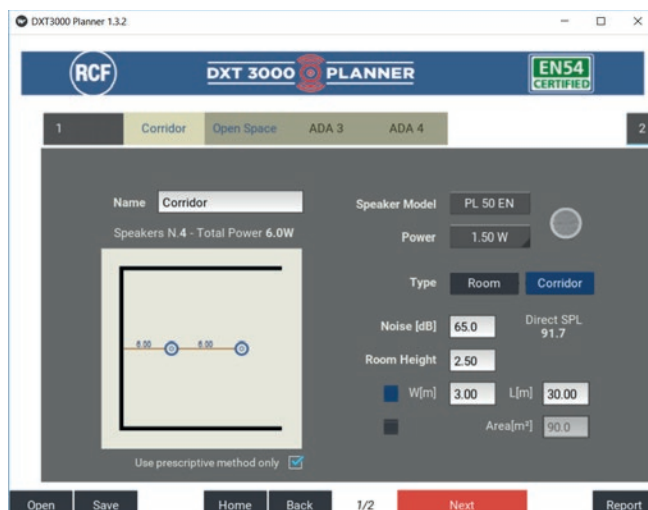 DXT3000 Planner 1.3.2
RCF
DXT 3000 PLANNER
EN54
CERTIFIED
1 Corridor Open Space ADA 3 ADA 4 2
Name Corridor
Speakers N.4 - Total Power 6.0W
6.00 6.00
Use prescriptive method only
Speaker Model PL 50 EN
Power 1.50 W
Type Room Corridor
Noise [dB] 65.0 Direct SPL
91.7
Room Height 2.50
W[m] 3.00 L[m] 30.00
Area[m²] 90.0
Open Save Home Back 1/2 Next Report